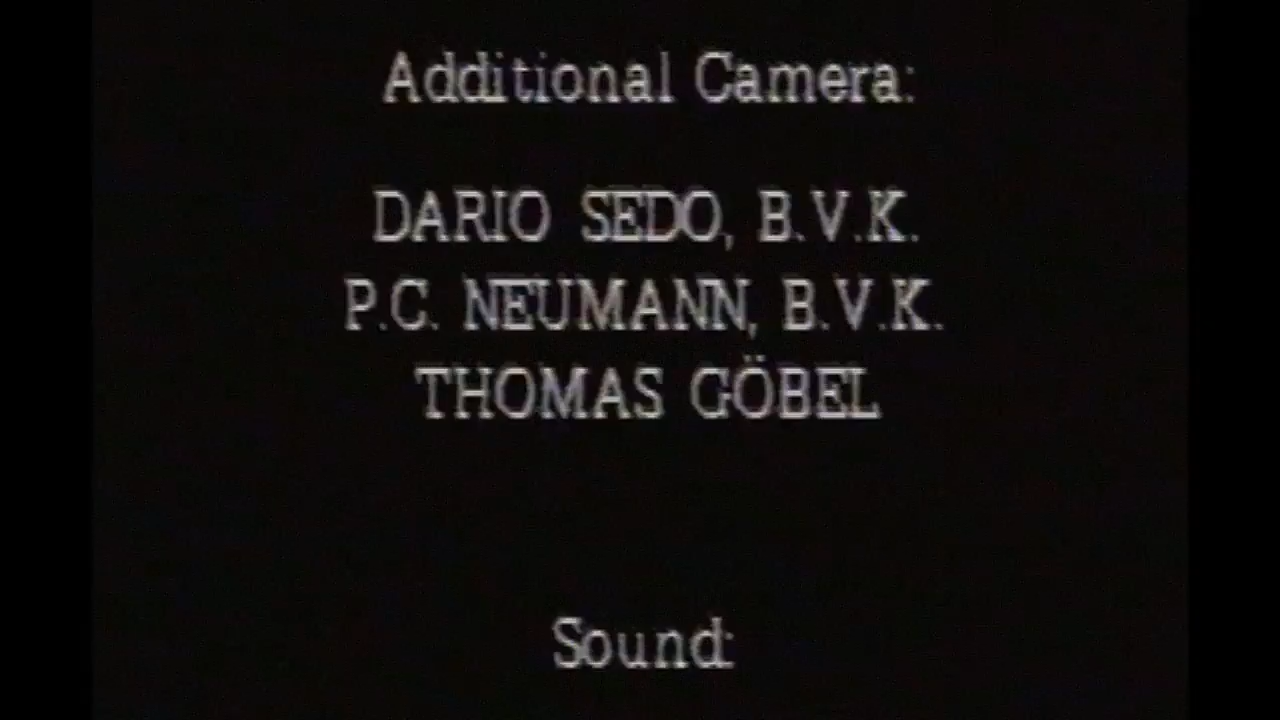 Additional Camera:
DARIO SEDO, B.V.K.
P.C. NEUMANN, B.V.K.
THOMAS GÖBEL
Sound: